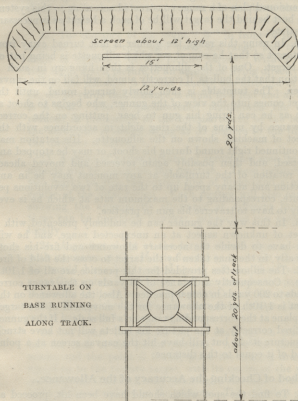 Screen about 12' high
15'
12 yards
20 yds
about 20 yds of track
TURNTABLE ON
BASE RUNNING
ALONG TRACK.